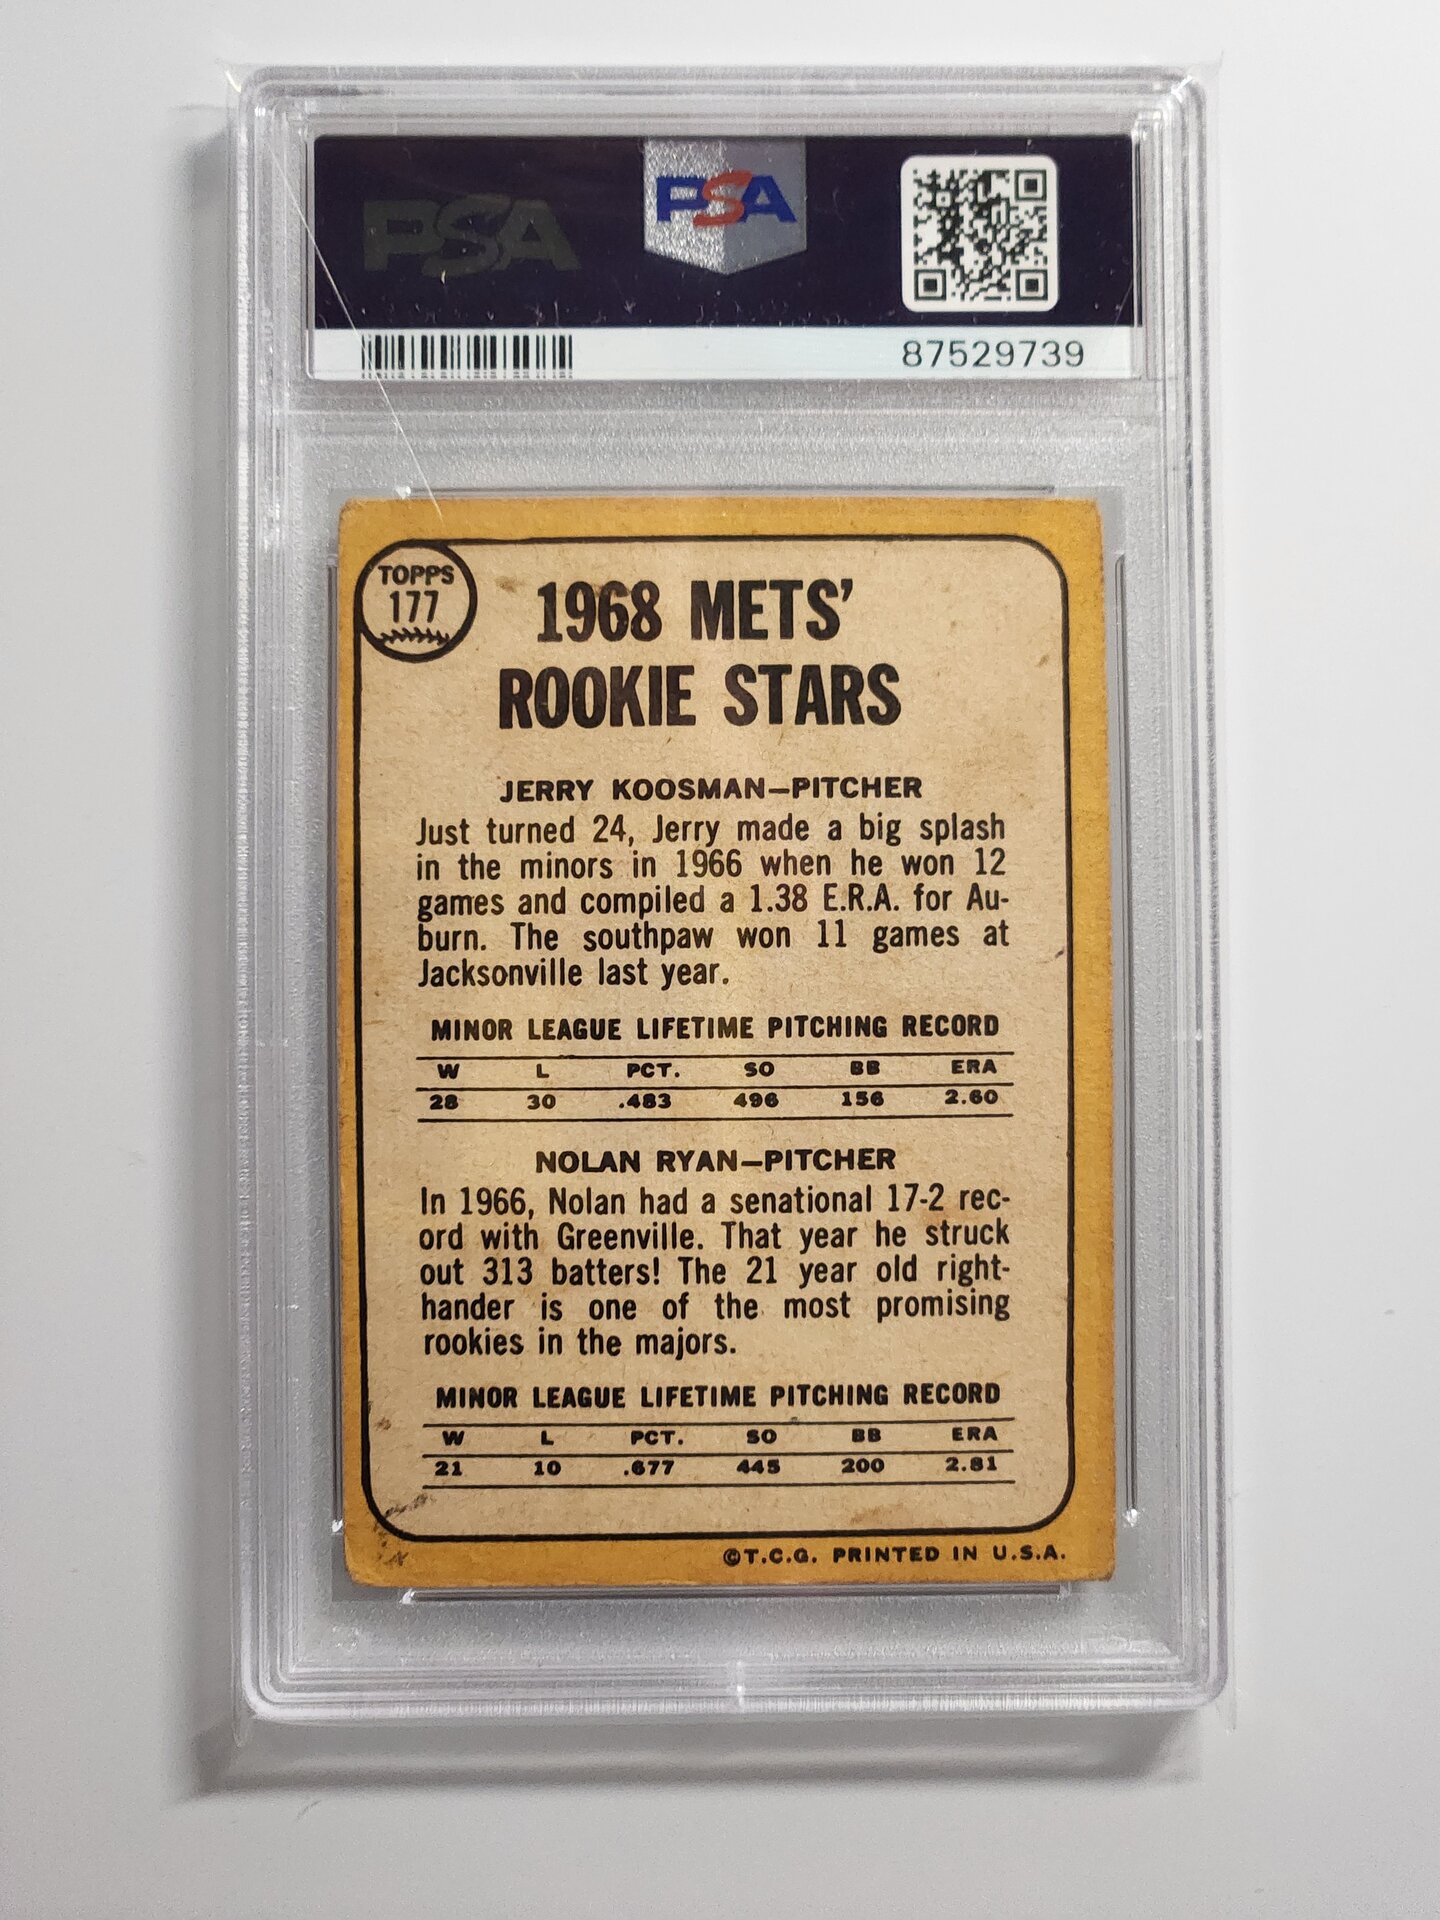 PSA
PSA
87529739
TOPPS
177
1968 METS'
ROOKIE STARS
JERRY KOOSMAN—PITCHER
Just turned 24, Jerry made a big splash
in the minors in 1966 when he won 12
games and compiled a 1.38 E.R.A. for Au-
burn. The southpaw won 11 games at
Jacksonville last year.
MINOR LEAGUE LIFETIME PITCHING RECORD
W L PCT. SO BB ERA
28 30 .483 496 156 2.60
NOLAN RYAN—PITCHER
In 1966, Nolan had a senational 17-2 rec-
ord with Greenville. That year he struck
out 313 batters! The 21 year old right-
hander is one of the most promising
rookies in the majors.
MINOR LEAGUE LIFETIME PITCHING RECORD
W L PCT. SO BB ERA
21 10 .677 445 200 2.81
©T.C.G. PRINTED IN U.S.A.